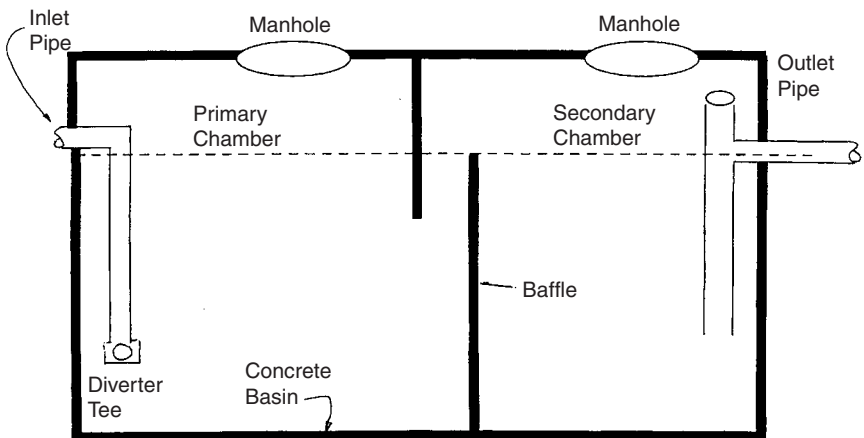 Inlet
Pipe
Manhole
Manhole
Outlet
Pipe
Primary
Chamber
Secondary
Chamber
Baffle
Diverter
Tee
Concrete
Basin